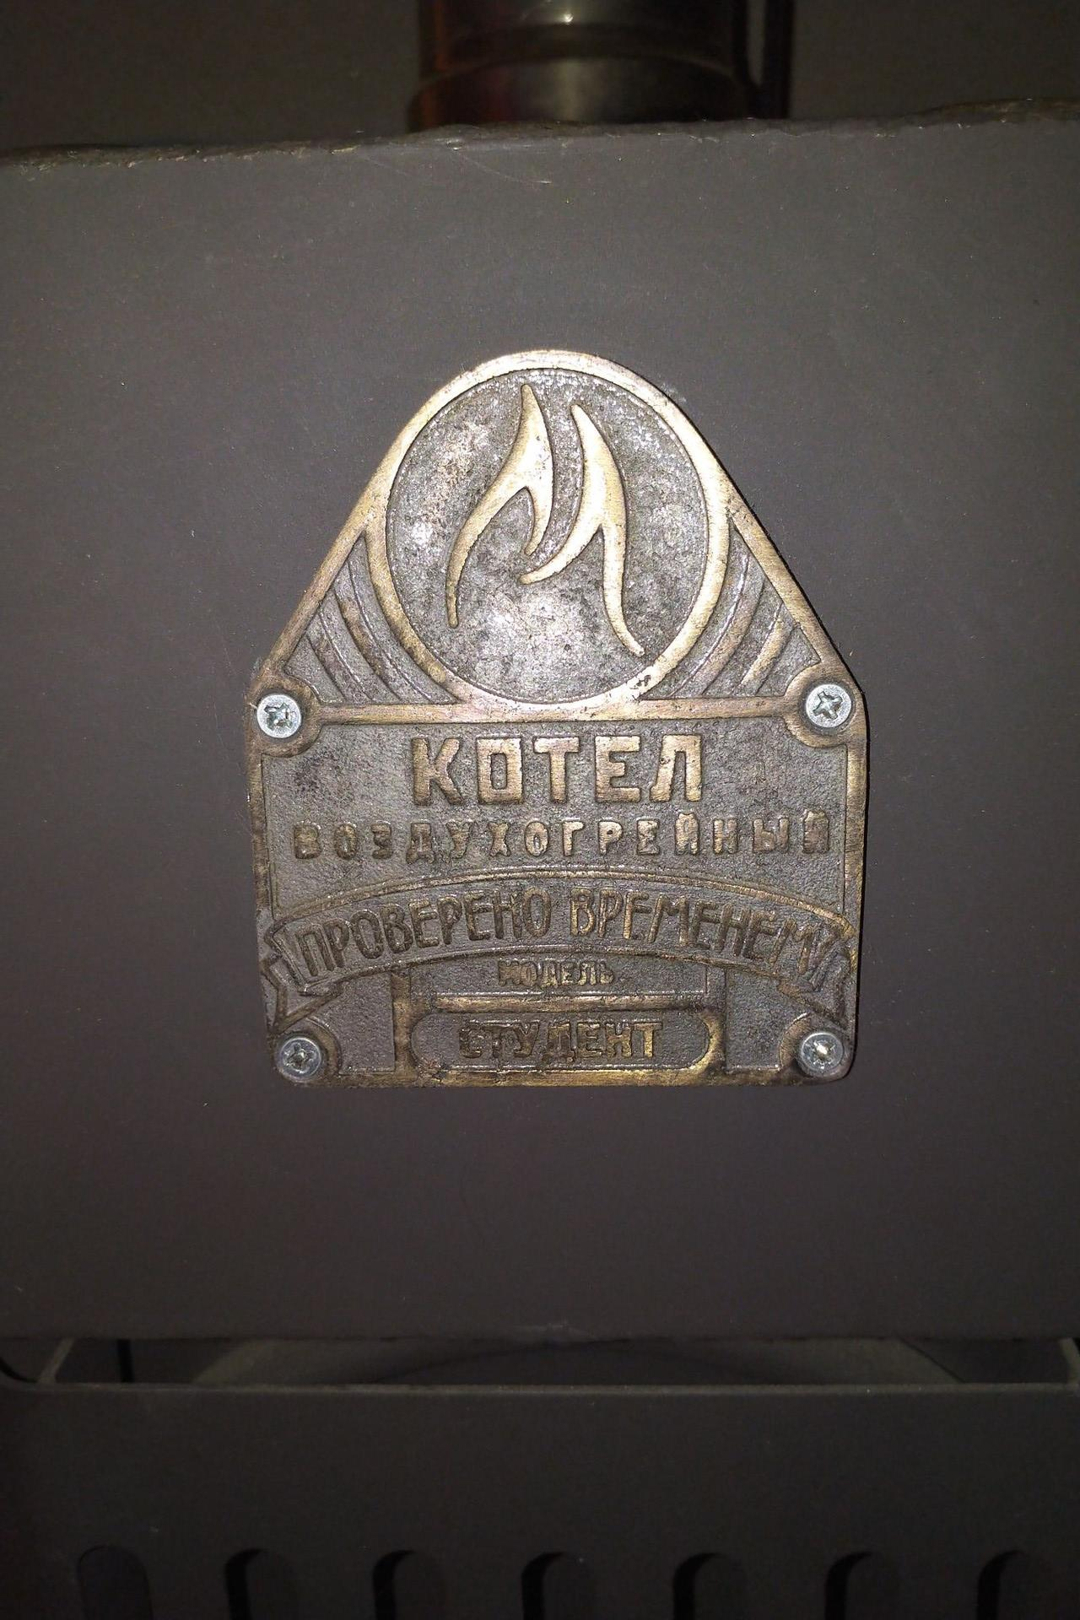 КОТЕЛ
ВОЗДУХОГРЕЙНЫЙ
ПРОВЕРЕНО ВРЕМЕНЕМ
МОДЕЛЬ
СТУДЕНТ